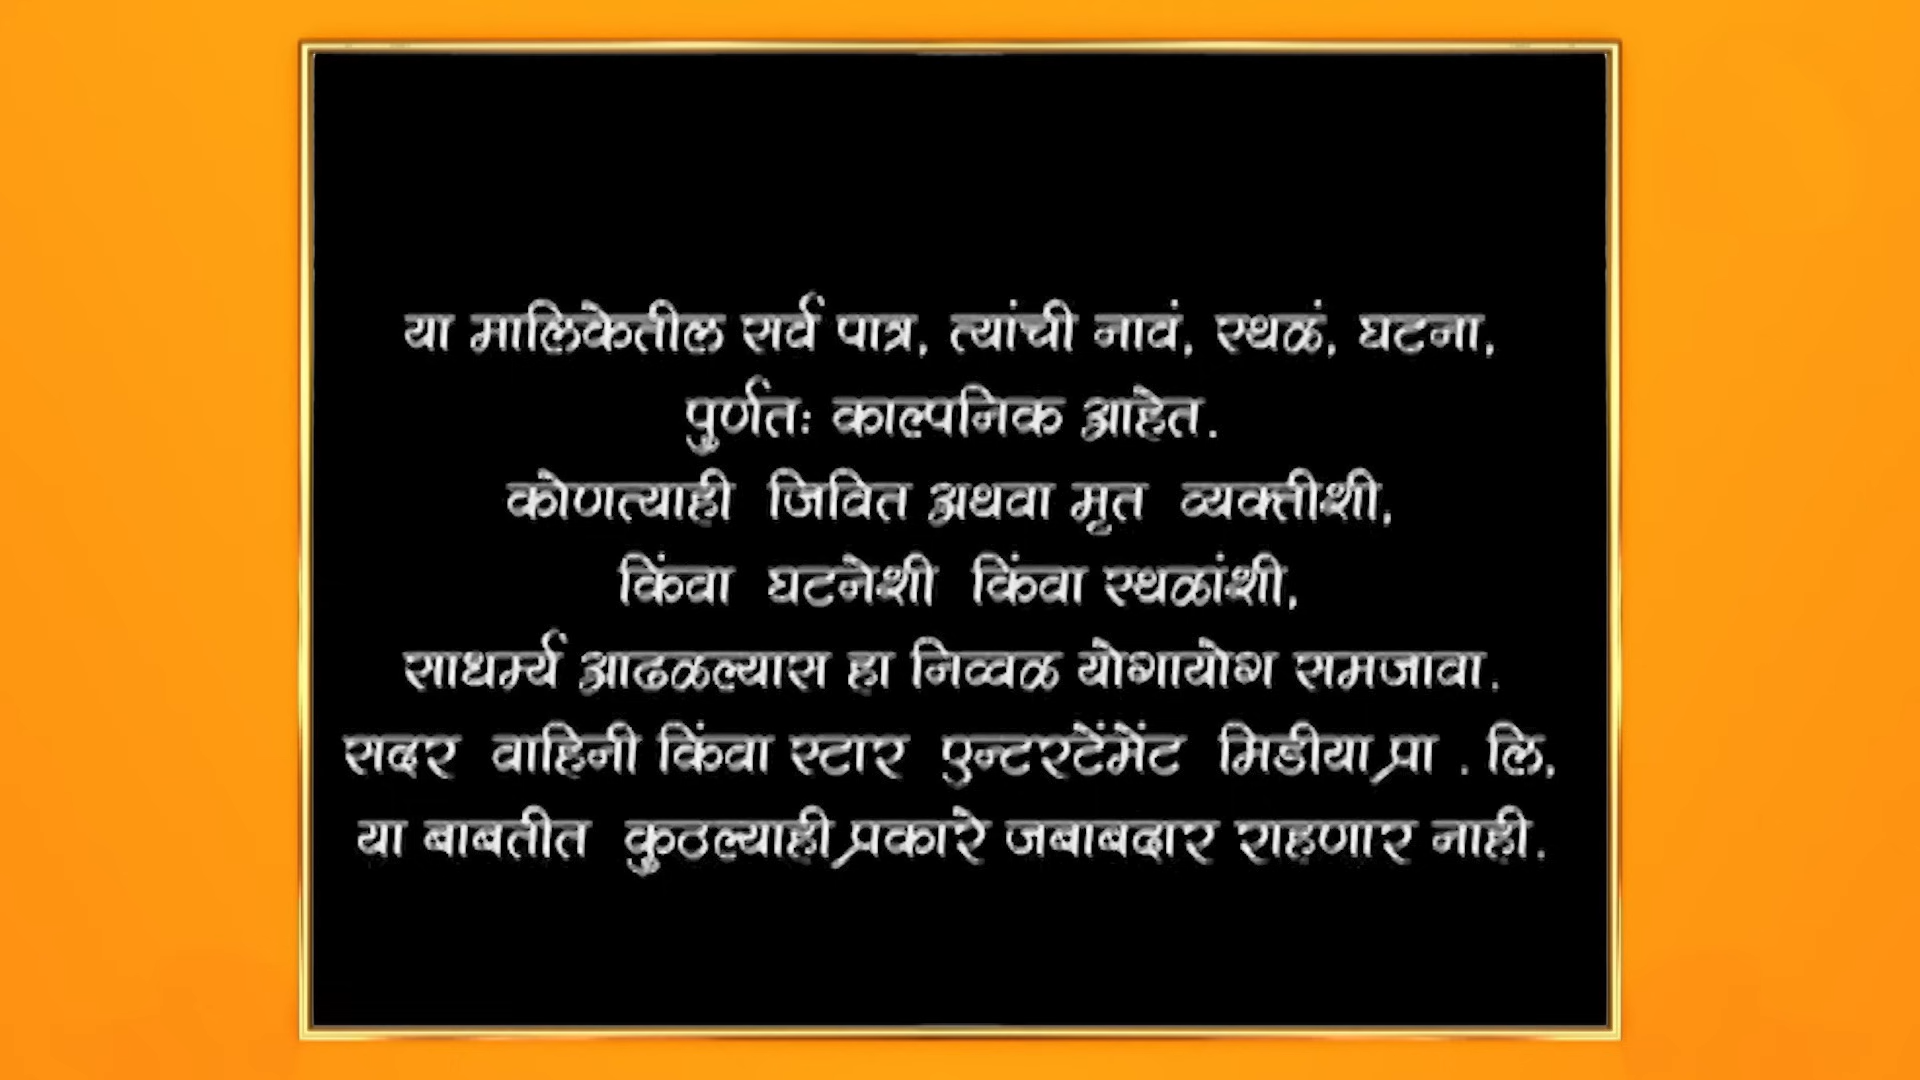 या मालिकेतील सर्व पात्र, त्यांची नावं, स्थळं, घटना,
पुर्णतः काल्पनिक आहेत.
कोणत्याही जिवित अथवा मृत व्यक्तीशी,
किंवा घटनेशी किंवा स्थळांशी,
साधर्म्य आढळल्यास हा निव्वळ योगायोग समजावा.
सदर वाहिनी किंवा स्टार एन्टरटेंमेंट मिडीया प्रा . लि.
या बाबतीत कुठल्याही प्रकारे जबाबदार राहणार नाही.